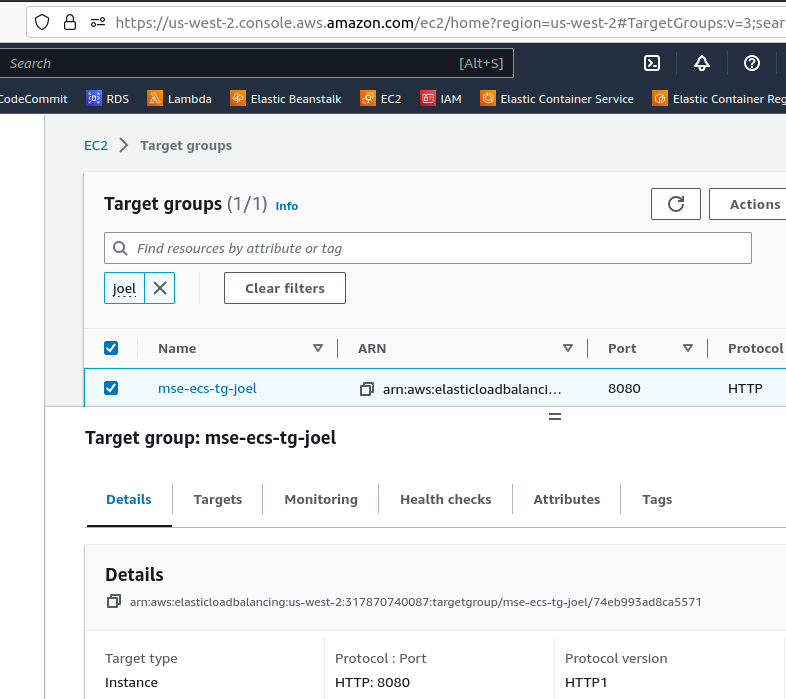 https://us-west-2.console.aws.amazon.com/ec2/home?region=us-west-2#TargetGroups:v=3;sear
Search [Alt+S]
CodeCommit RDS Lambda Elastic Beanstalk EC2 IAM Elastic Container Service Elastic Container Reg
EC2 Target groups
Target groups (1/1) Info Actions
Find resources by attribute or tag
joel Clear filters
Name ARN Port Protocol
mse-ecs-tg-joel arn:aws:elasticloadbalanci... 8080 HTTP
Target group: mse-ecs-tg-joel
Details Targets Monitoring Health checks Attributes Tags
Details
arn:aws:elasticloadbalancing:us-west-2:317870740087:targetgroup/mse-ecs-tg-joel/74eb993ad8ca5571
Target type Protocol : Port Protocol version
Instance HTTP: 8080 HTTP1